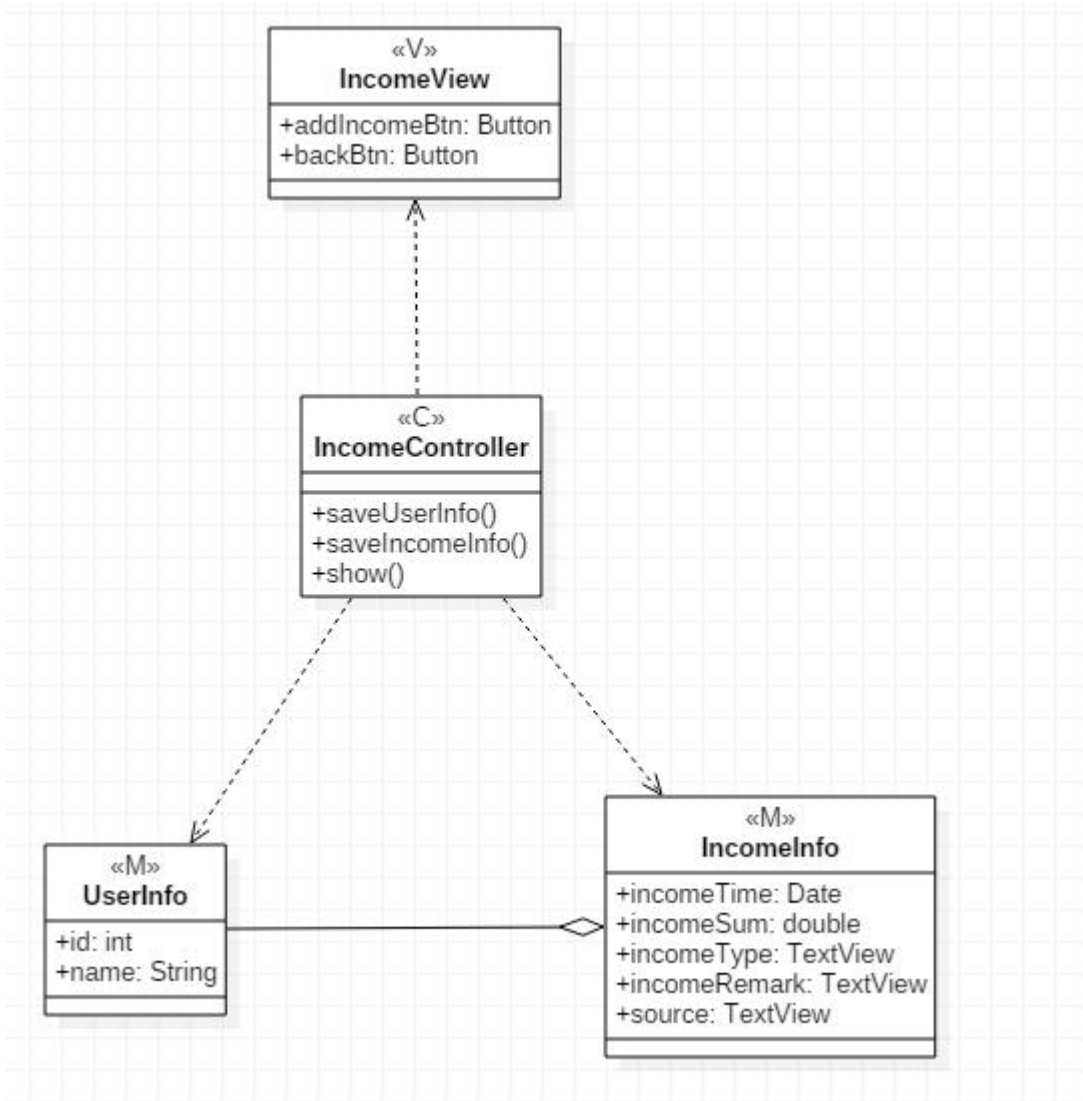 «V»
IncomeView
+addIncomeBtn: Button
+backBtn: Button
«C»
IncomeController
+saveUserInfo()
+saveIncomeInfo()
+show()
«M»
UserInfo
+id: int
+name: String
«M»
IncomeInfo
+incomeTime: Date
+incomeSum: double
+incomeType: TextView
+incomeRemark: TextView
+source: TextView